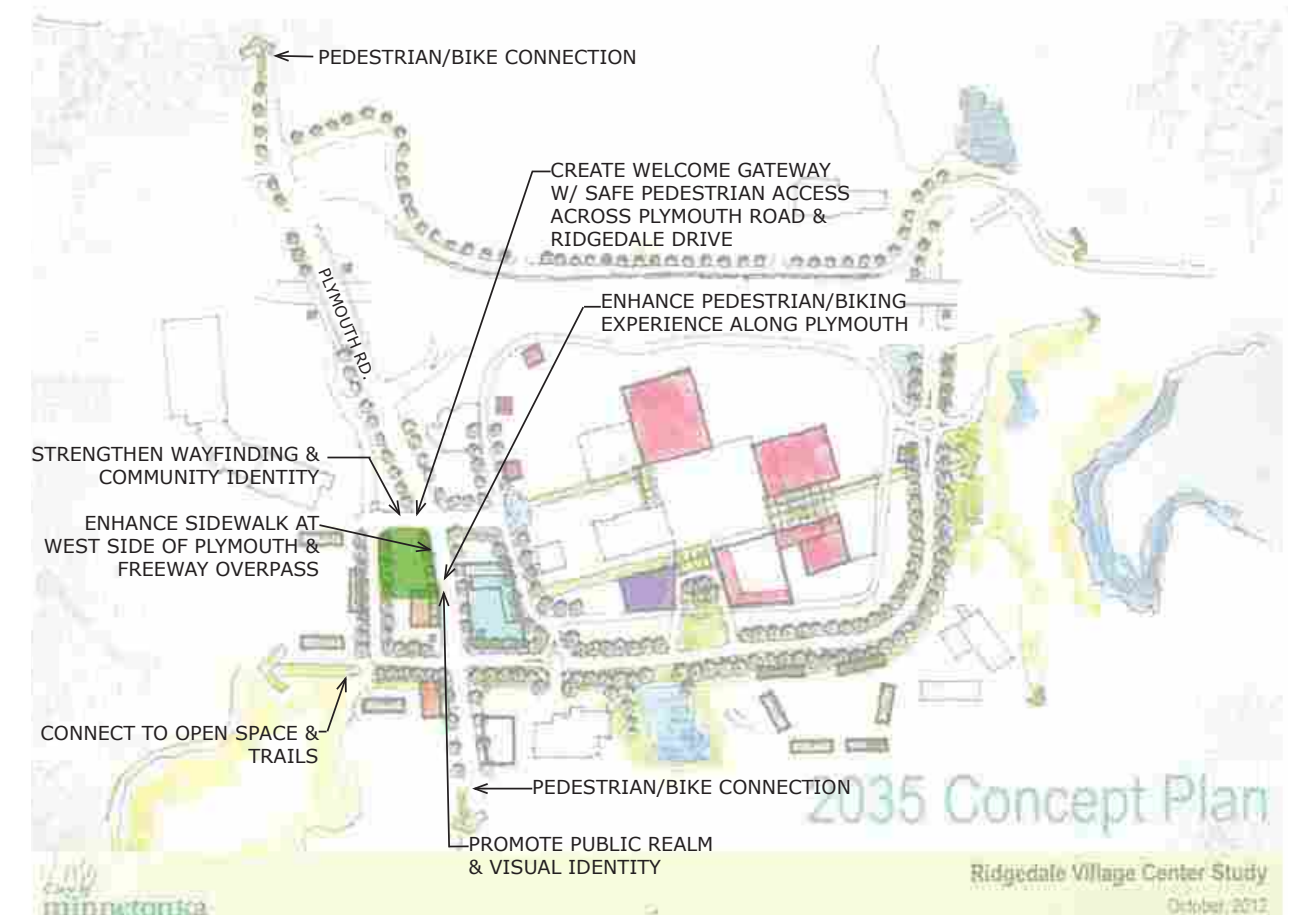 PEDESTRIAN/BIKE CONNECTION
CREATE WELCOME GATEWAY
W/ SAFE PEDESTRIAN ACCESS
ACROSS PLYMOUTH ROAD &
RIDGEDALE DRIVE
PLYMOUTH RD.
ENHANCE PEDESTRIAN/BIKING
EXPERIENCE ALONG PLYMOUTH
STRENGTHEN WAYFINDING &
COMMUNITY IDENTITY
ENHANCE SIDEWALK AT
WEST SIDE OF PLYMOUTH &
FREEWAY OVERPASS
CONNECT TO OPEN SPACE &
TRAILS
PEDESTRIAN/BIKE CONNECTION
2035 Concept Plan
PROMOTE PUBLIC REALM
& VISUAL IDENTITY
Ridgedale Village Center Study
October, 2012
minnetonka